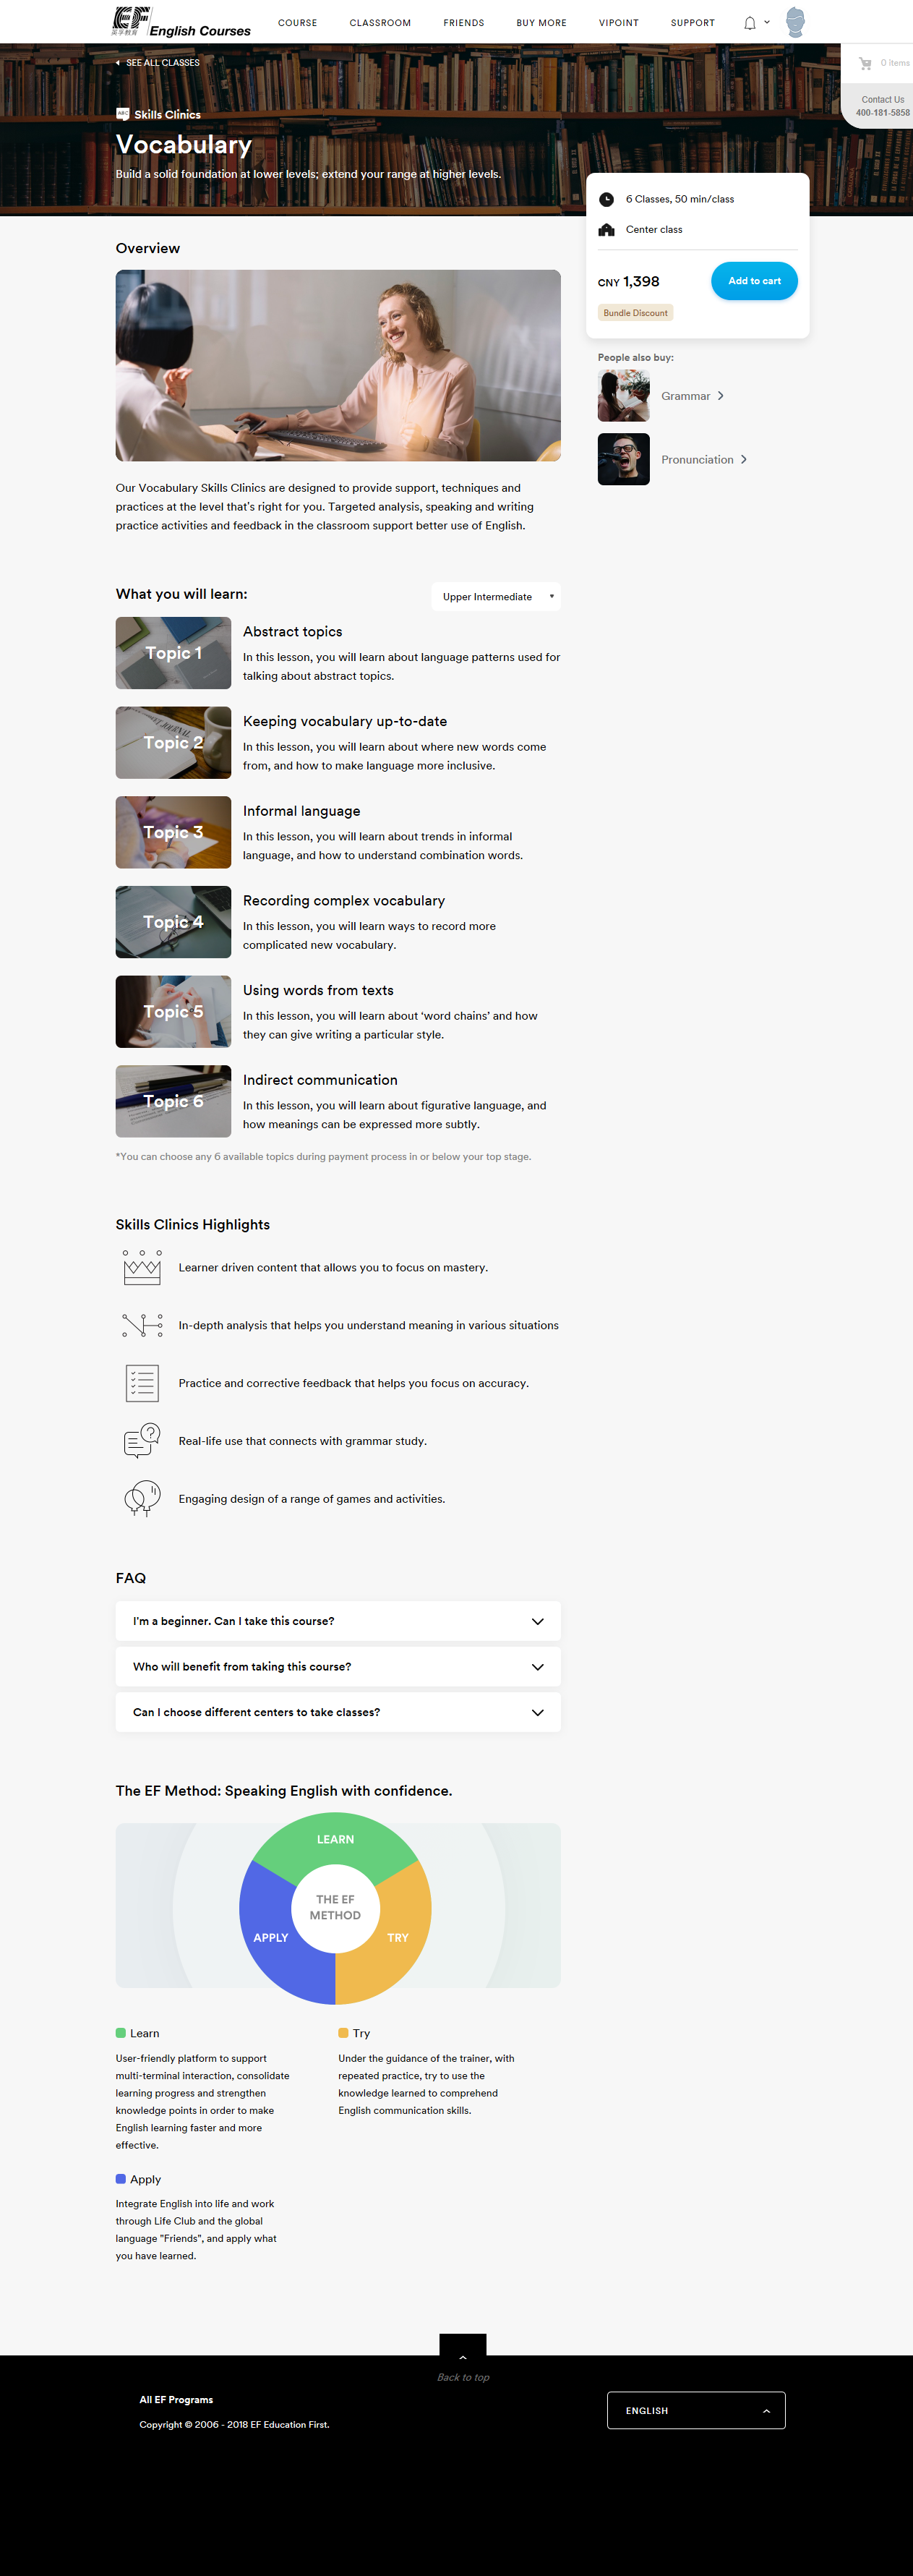 EF English Courses
英孚教育
COURSE
CLASSROOM
FRIENDS
BUY MORE
VIPOINT
SUPPORT
0 items
Contact Us
400-181-5858
SEE ALL CLASSES
Skills Clinics
Vocabulary
Build a solid foundation at lower levels; extend your range at higher levels.
6 Classes, 50 min/class
Center class
CNY 1,398
Add to cart
Bundle Discount
People also buy:
Grammar
Pronunciation
Overview
Our Vocabulary Skills Clinics are designed to provide support, techniques and
practices at the level that's right for you. Targeted analysis, speaking and writing
practice activities and feedback in the classroom support better use of English.
What you will learn:
Upper Intermediate
Topic 1
Abstract topics
In this lesson, you will learn about language patterns used for
talking about abstract topics.
Topic 2
Keeping vocabulary up-to-date
In this lesson, you will learn about where new words come
from, and how to make language more inclusive.
Topic 3
Informal language
In this lesson, you will learn about trends in informal
language, and how to understand combination words.
Topic 4
Recording complex vocabulary
In this lesson, you will learn ways to record more
complicated new vocabulary.
Topic 5
Using words from texts
In this lesson, you will learn about ‘word chains’ and how
they can give writing a particular style.
Topic 6
Indirect communication
In this lesson, you will learn about figurative language, and
how meanings can be expressed more subtly.
*You can choose any 6 available topics during payment process in or below your top stage.
Skills Clinics Highlights
Learner driven content that allows you to focus on mastery.
In-depth analysis that helps you understand meaning in various situations
Practice and corrective feedback that helps you focus on accuracy.
Real-life use that connects with grammar study.
Engaging design of a range of games and activities.
FAQ
I'm a beginner. Can I take this course?
Who will benefit from taking this course?
Can I choose different centers to take classes?
The EF Method: Speaking English with confidence.
LEARN
THE EF
METHOD
APPLY
TRY
Learn
User-friendly platform to support
multi-terminal interaction, consolidate
learning progress and strengthen
knowledge points in order to make
English learning faster and more
effective.
Try
Under the guidance of the trainer, with
repeated practice, try to use the
knowledge learned to comprehend
English communication skills.
Apply
Integrate English into life and work
through Life Club and the global
language "Friends", and apply what
you have learned.
Back to top
All EF Programs
Copyright © 2006 - 2018 EF Education First.
ENGLISH